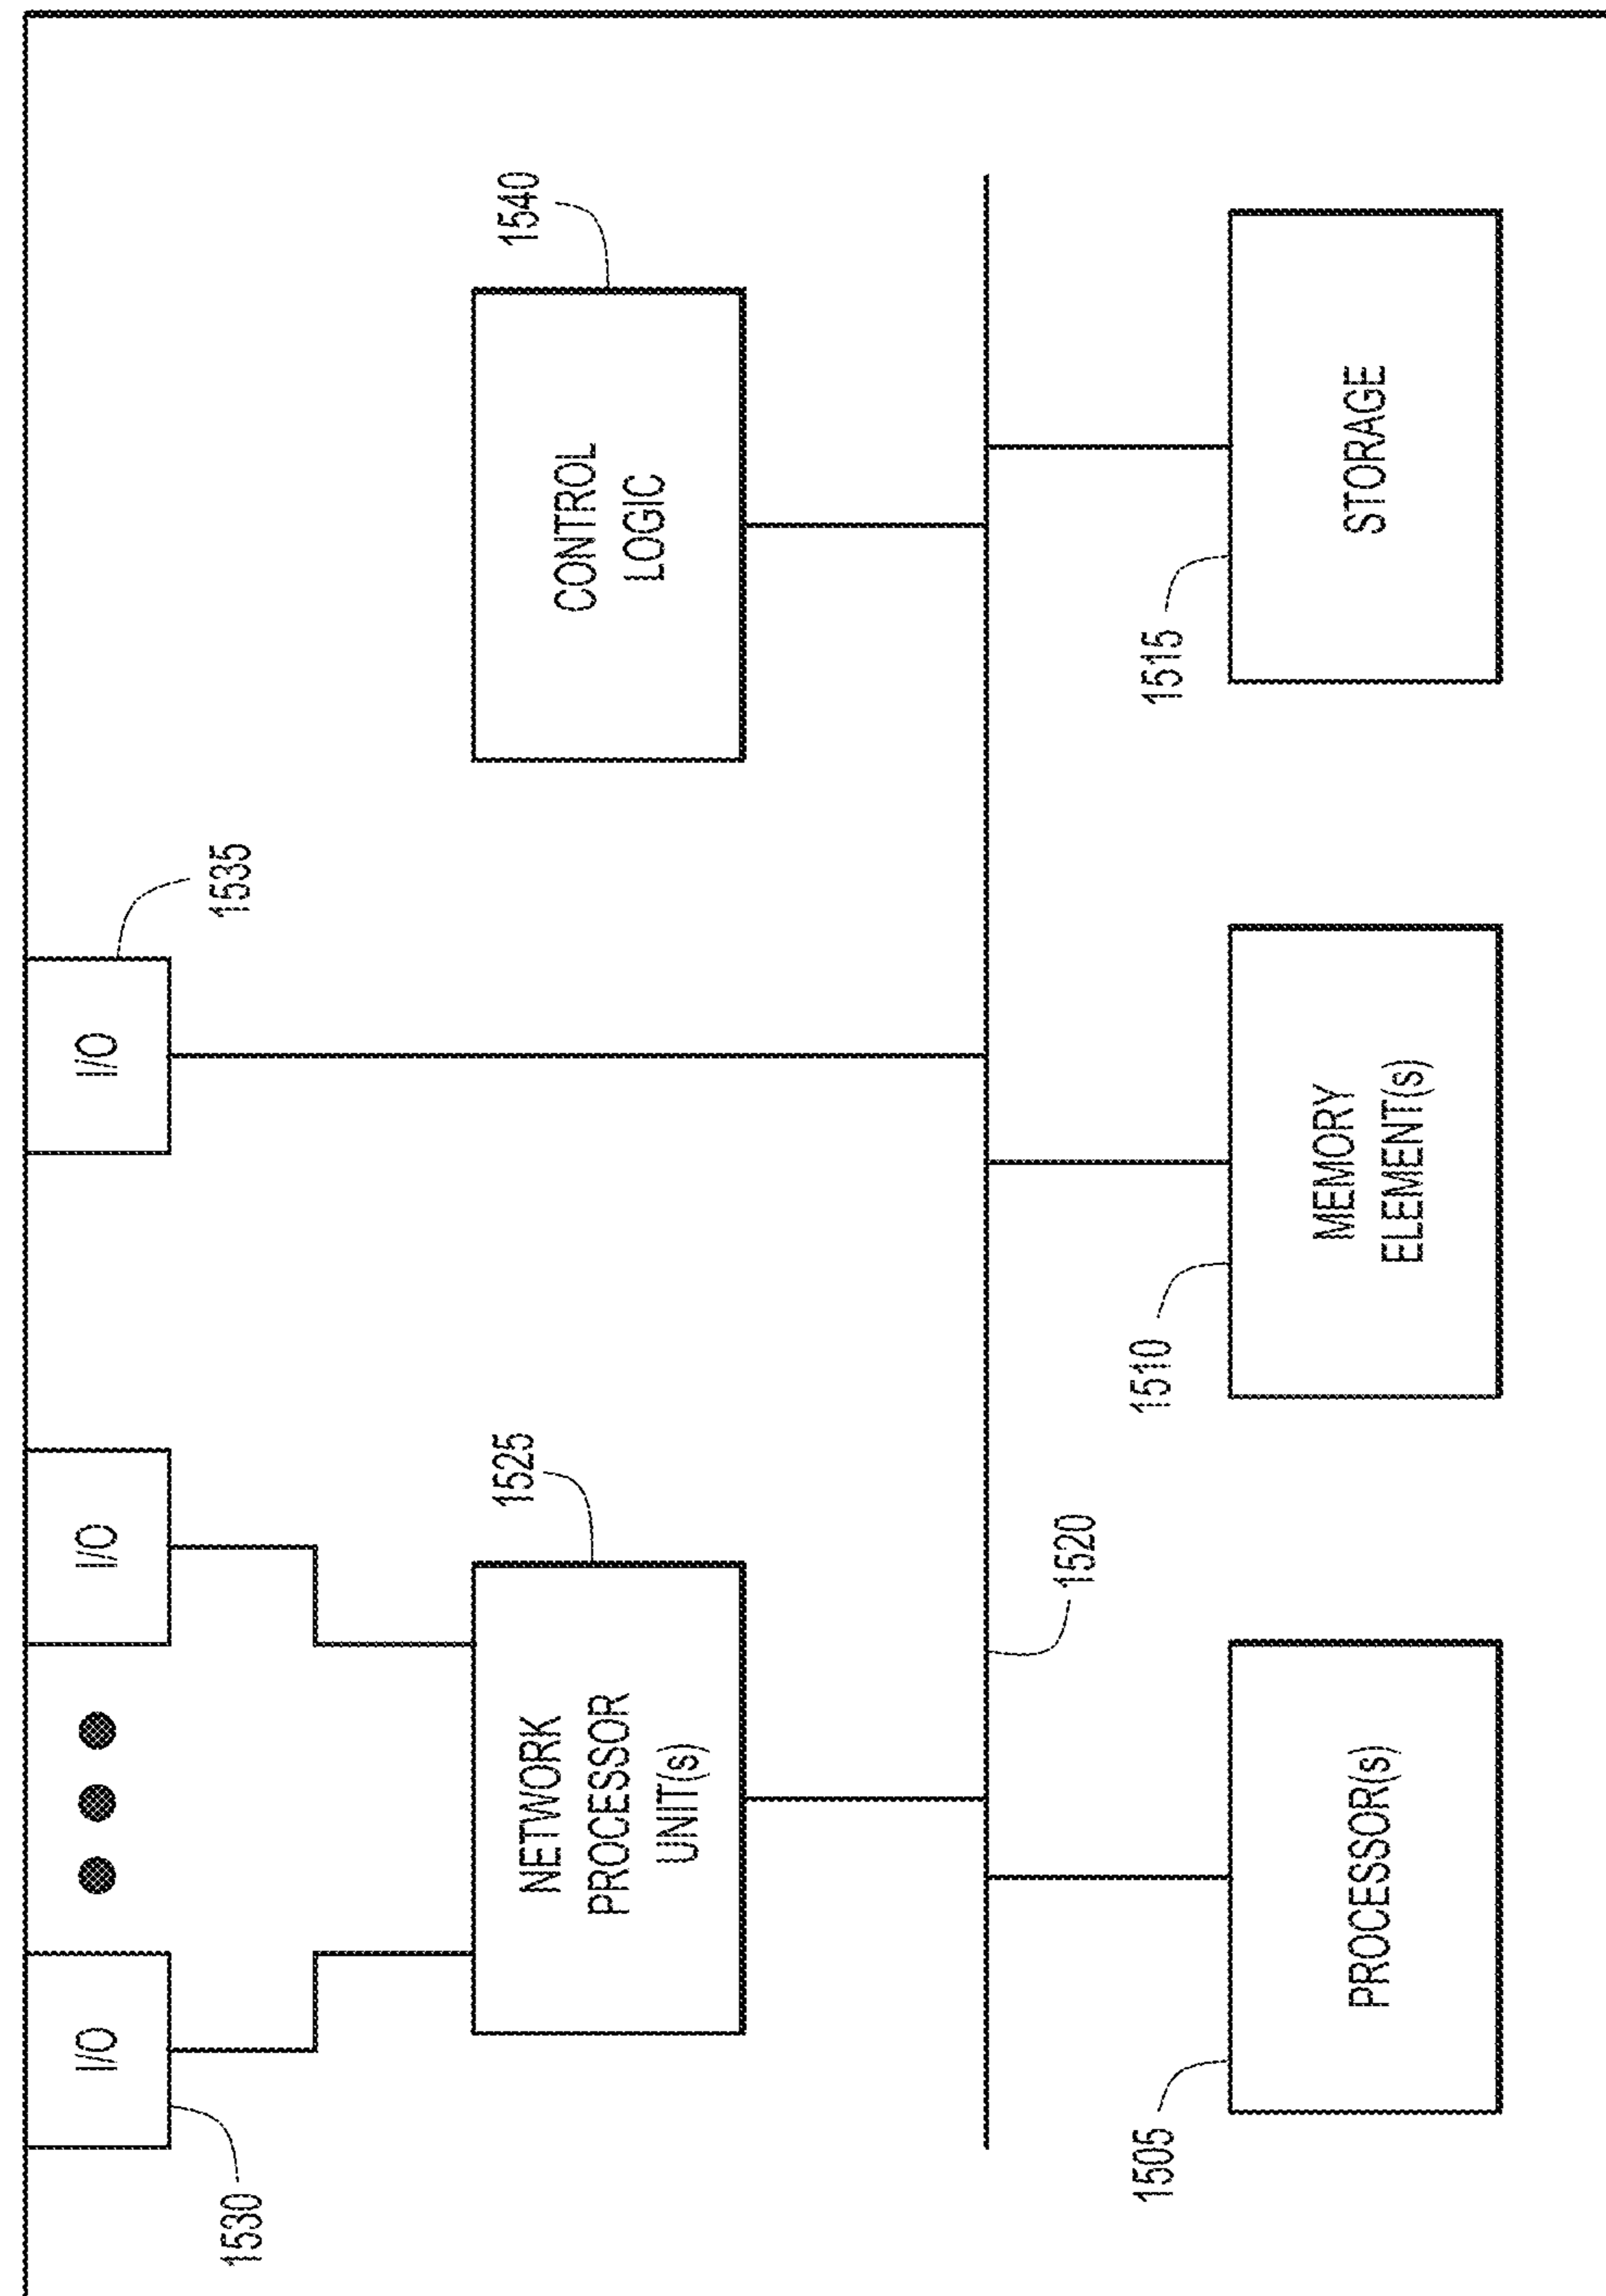 I/O
I/O
I/O
1530
1535
1525
1540
NETWORK
PROCESSOR
UNIT(s)
CONTROL
LOGIC
1520
1505
1510
1515
PROCESSOR(s)
MEMORY
ELEMENT(s)
STORAGE